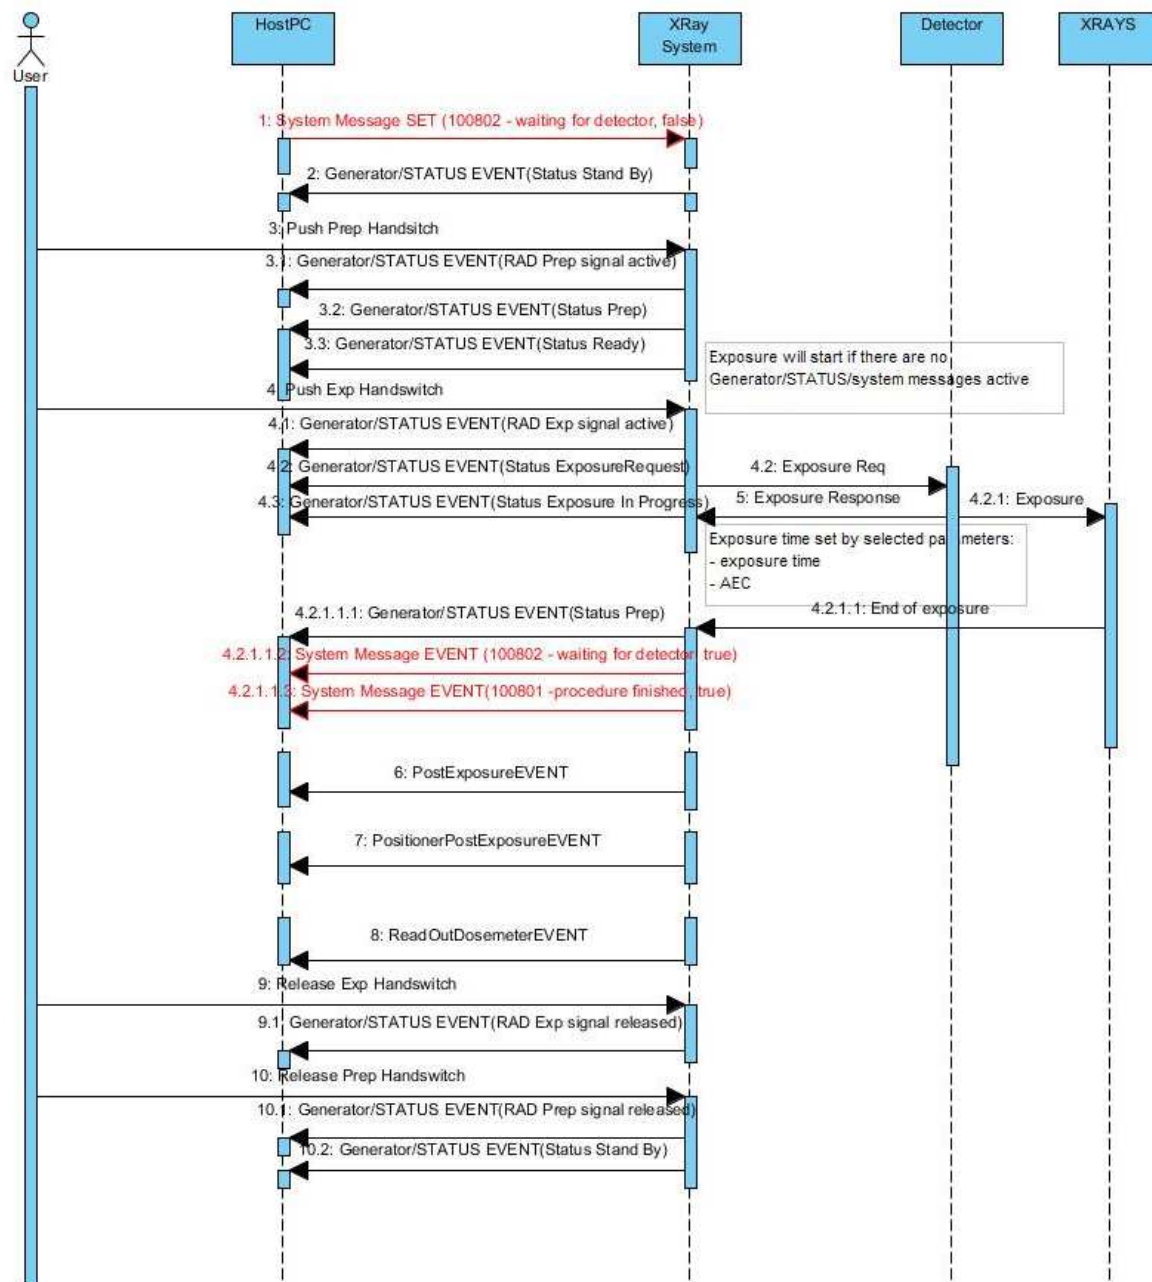 HostPC
XRay
System
Detector
XRAYS
User
1: System Message SET (100802 - waiting for detector, false)
2: Generator/STATUS EVENT(Status Stand By)
3: Push Prep Handsitch
3.1: Generator/STATUS EVENT(RAD Prep signal active)
3.2: Generator/STATUS EVENT(Status Prep)
3.3: Generator/STATUS EVENT(Status Ready)
Exposure will start if there are no
Generator/STATUS/system messages active
4: Push Exp Handswitch
4.1: Generator/STATUS EVENT(RAD Exp signal active)
4.2: Generator/STATUS EVENT(Status ExposureRequest)
4.2: Exposure Req
4.3: Generator/STATUS EVENT(Status Exposure In Progress)
5: Exposure Response
4.2.1: Exposure
Exposure time set by selected parameters:
- exposure time
- AEC
4.2.1.1: End of exposure
4.2.1.1.1: Generator/STATUS EVENT(Status Prep)
4.2.1.1.2: System Message EVENT (100802 - waiting for detector, true)
4.2.1.1.3: System Message EVENT(100801 -procedure finished, true)
6: PostExposureEVENT
7: PositionerPostExposureEVENT
8: ReadOutDosemeterEVENT
9: Release Exp Handswitch
9.1: Generator/STATUS EVENT(RAD Exp signal released)
10: Release Prep Handswitch
10.1: Generator/STATUS EVENT(RAD Prep signal released)
10.2: Generator/STATUS EVENT(Status Stand By)